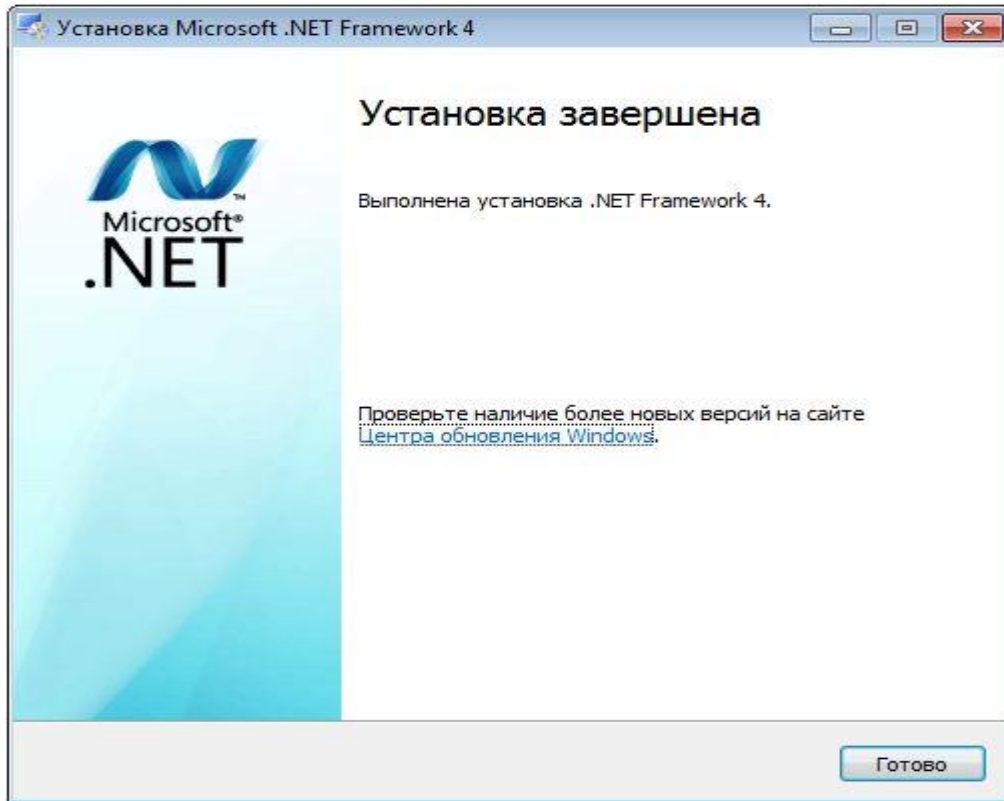 Установка Microsoft .NET Framework 4
Установка завершена
Microsoft®
.NET
™
Выполнена установка .NET Framework 4.
Проверьте наличие более новых версий на сайте
Центра обновления Windows.
Готово